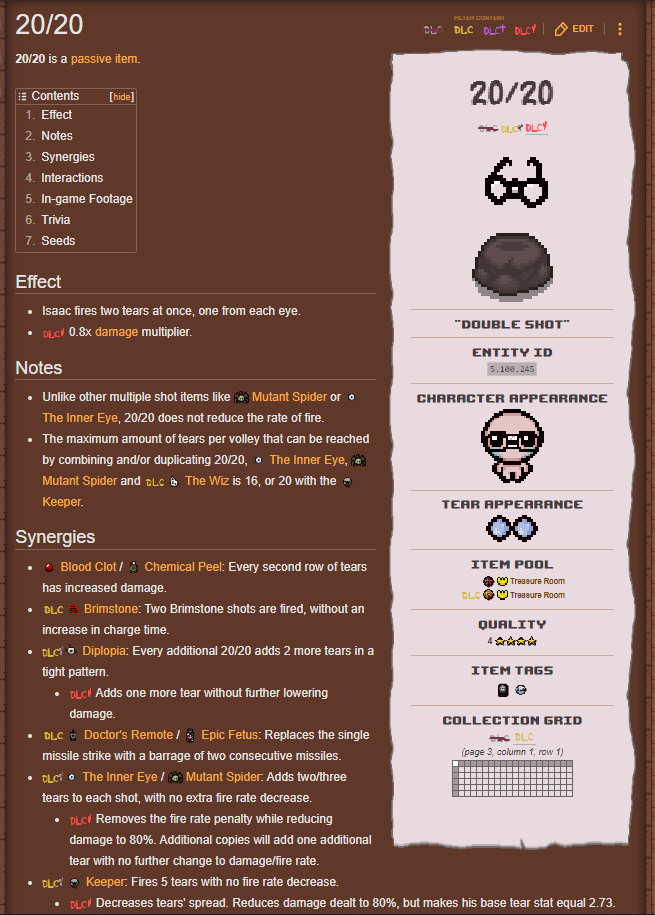 20/20
FILTER CONTENT
DLC DLC DLC DLC
EDIT
20/20 is a passive item.
Contents [hide]
1. Effect
2. Notes
3. Synergies
4. Interactions
5. In-game Footage
6. Trivia
7. Seeds
Effect
• Isaac fires two tears at once, one from each eye.
• DLC 0.8x damage multiplier.
Notes
• Unlike other multiple shot items like Mutant Spider or
The Inner Eye, 20/20 does not reduce the rate of fire.
• The maximum amount of tears per volley that can be reached
by combining and/or duplicating 20/20, The Inner Eye,
Mutant Spider and DLC The Wiz is 16, or 20 with the
Keeper.
Synergies
• Blood Clot / Chemical Peel: Every second row of tears
has increased damage.
• DLC Brimstone: Two Brimstone shots are fired, without an
increase in charge time.
• DLC Diplopia: Every additional 20/20 adds 2 more tears in a
tight pattern.
• DLC Adds one more tear without further lowering
damage.
• DLC Doctor's Remote / Epic Fetus: Replaces the single
missile strike with a barrage of two consecutive missiles.
• DLC The Inner Eye / Mutant Spider: Adds two/three
tears to each shot, with no extra fire rate decrease.
• DLC Removes the fire rate penalty while reducing
damage to 80%. Additional copies will add one additional
tear with no further change to damage/fire rate.
• DLC Keeper: Fires 5 tears with no fire rate decrease.
• DLC Decreases tears' spread. Reduces damage dealt to 80%, but makes his base tear stat equal 2.73.
20/20
DLC DLC DLC
"DOUBLE SHOT"
ENTITY ID
5.100.245
CHARACTER APPEARANCE
TEAR APPEARANCE
ITEM POOL
Treasure Room
DLC Treasure Room
QUALITY
4
ITEM TAGS
COLLECTION GRID
DLC DLC
(page 3, column 1, row 1)